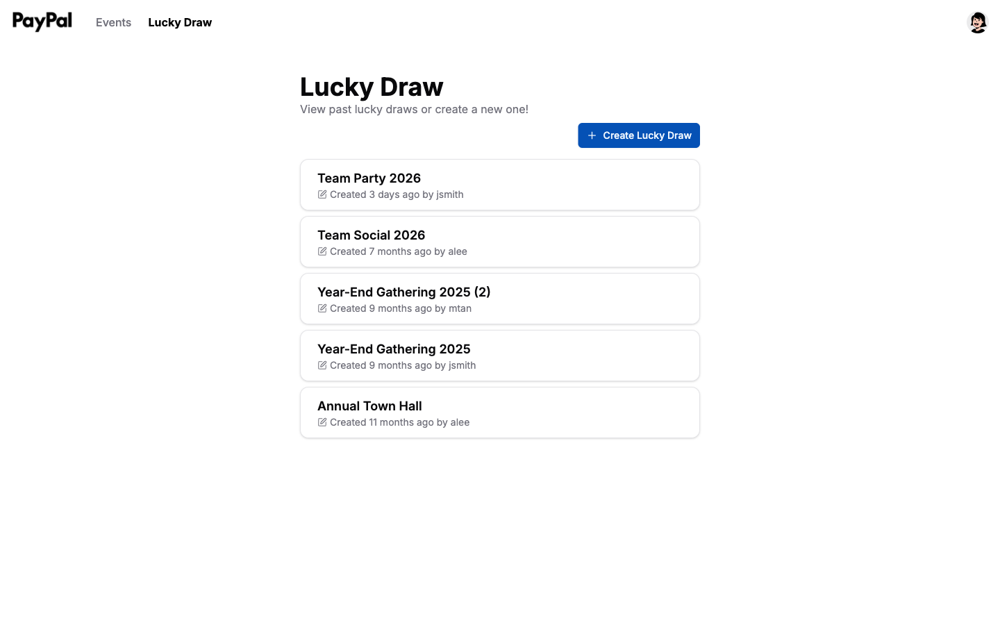 PayPal Events Lucky Draw
Lucky Draw
View past lucky draws or create a new one!
Create Lucky Draw
Team Party 2026
Created 3 days ago by jsmith
Team Social 2026
Created 7 months ago by alee
Year-End Gathering 2025 (2)
Created 9 months ago by mtan
Year-End Gathering 2025
Created 9 months ago by jsmith
Annual Town Hall
Created 11 months ago by alee